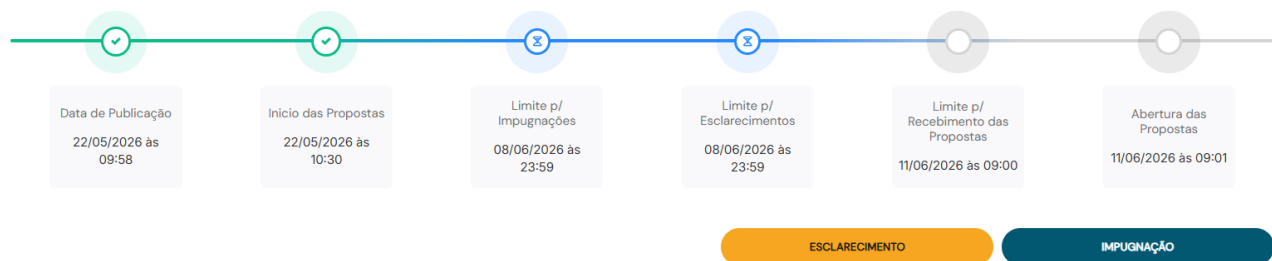 Data de Publicação
22/05/2026 às
09:58
Inicio das Propostas
22/05/2026 às
10:30
Limite p/
Impugnações
08/06/2026 às
23:59
Limite p/
Esclarecimentos
08/06/2026 às
23:59
Limite p/
Recebimento das
Propostas
11/06/2026 às 09:00
Abertura das
Propostas
11/06/2026 às 09:01
ESCLARECIMENTO
IMPUGNAÇÃO